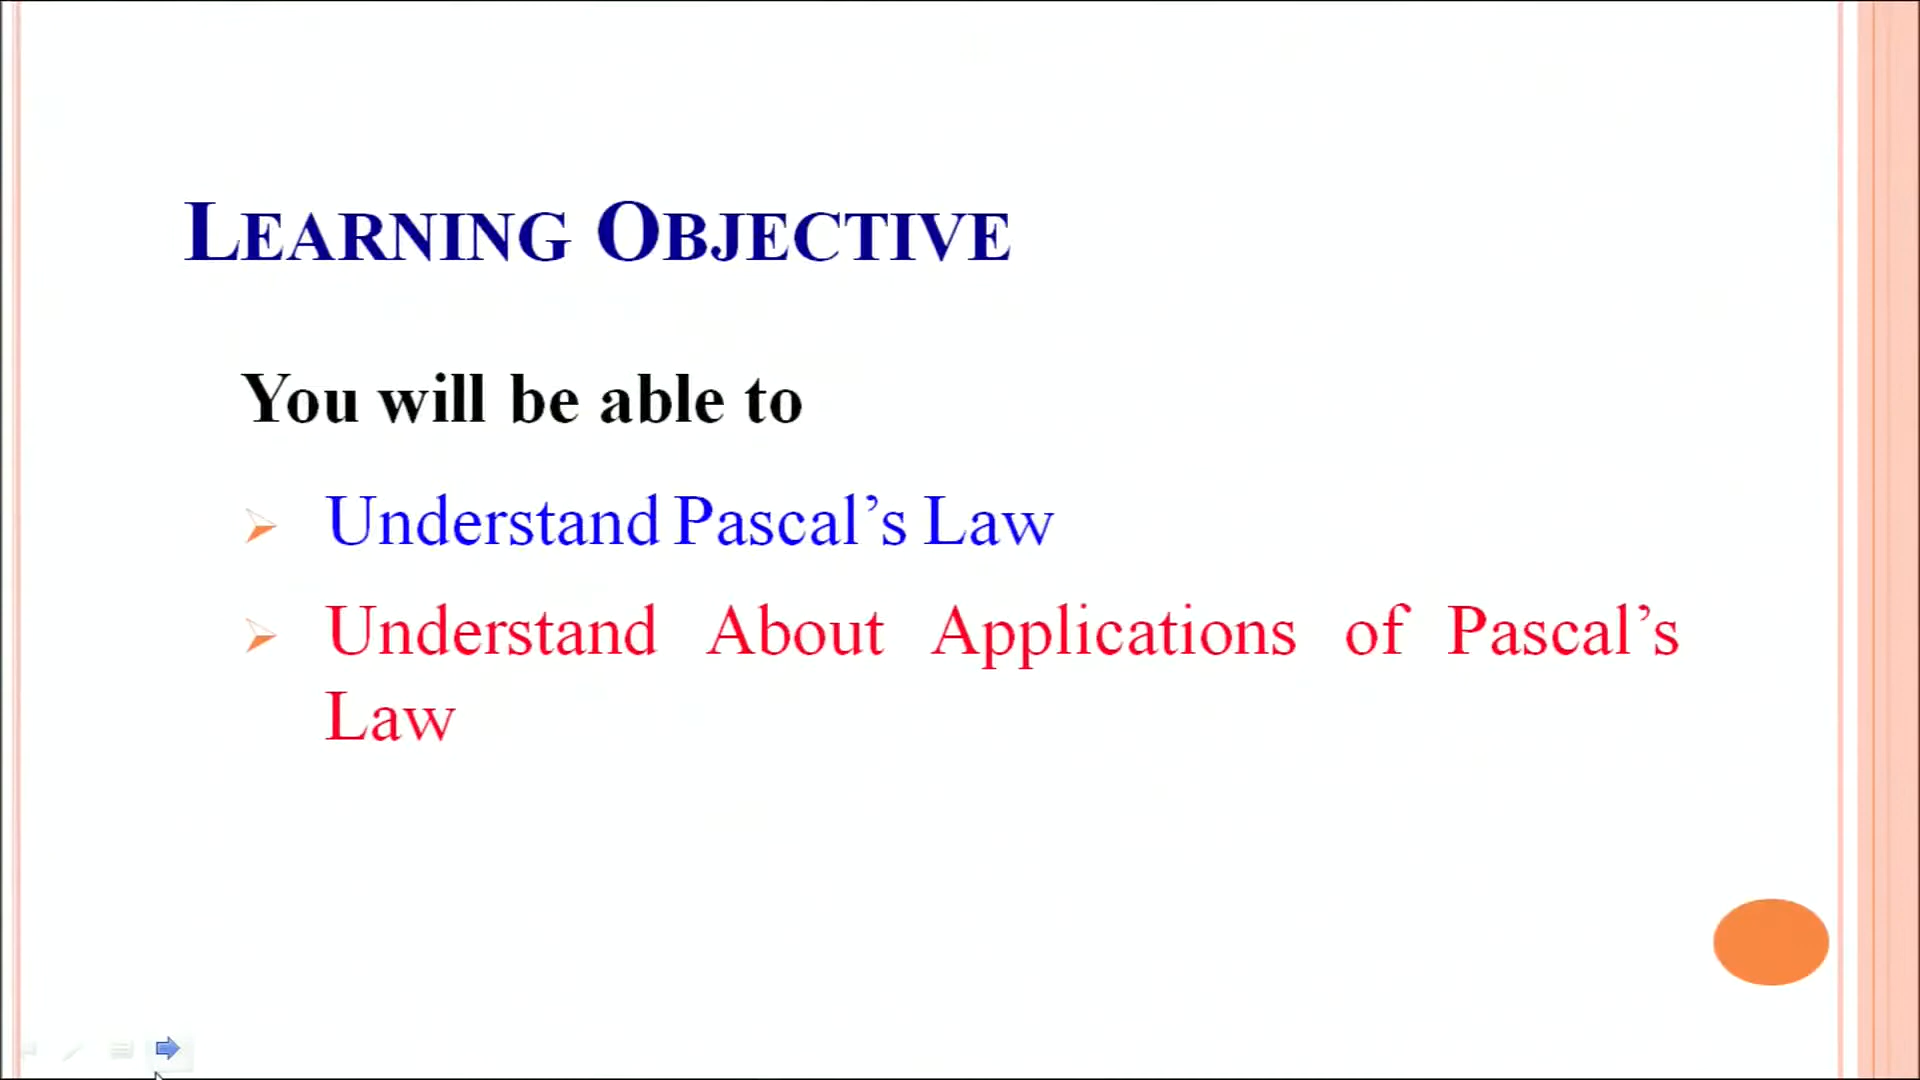 LEARNING OBJECTIVE
You will be able to
Understand Pascal’s Law
Understand About Applications of Pascal’s
Law